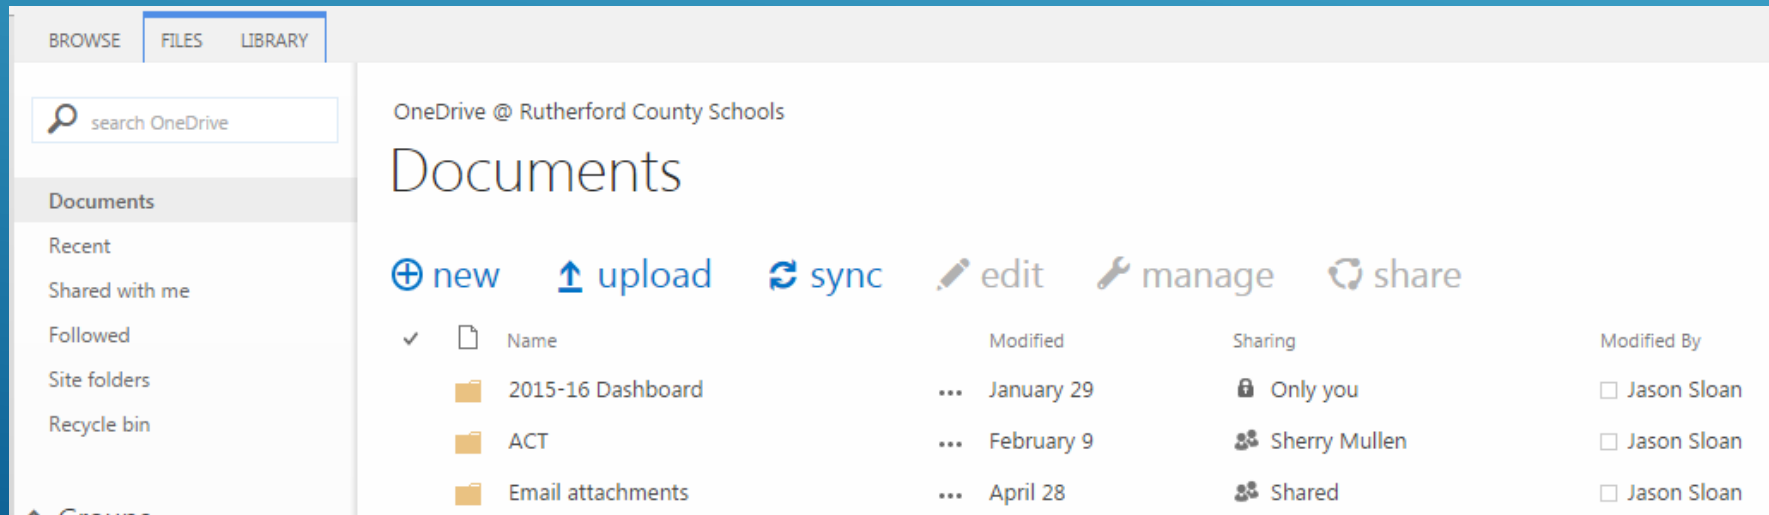 BROWSE FILES LIBRARY
search OneDrive
Documents
Recent
Shared with me
Followed
Site folders
Recycle bin
Groups
OneDrive @ Rutherford County Schools
Documents
new upload sync edit manage share
Name Modified Sharing Modified By
2015-16 Dashboard ... January 29 Only you Jason Sloan
ACT ... February 9 Sherry Mullen Jason Sloan
Email attachments ... April 28 Shared Jason Sloan